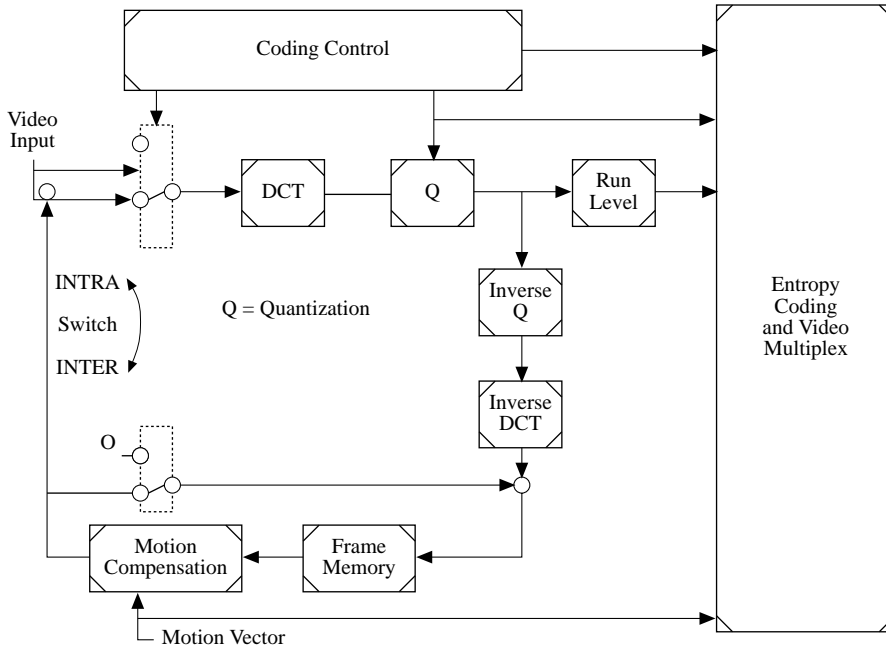 Coding Control
Video
Input
DCT
Q
Run
Level
INTRA
Switch
INTER
Q = Quantization
Inverse
Q
Entropy
Coding
and Video
Multiplex
Inverse
DCT
O
Motion
Compensation
Frame
Memory
Motion Vector